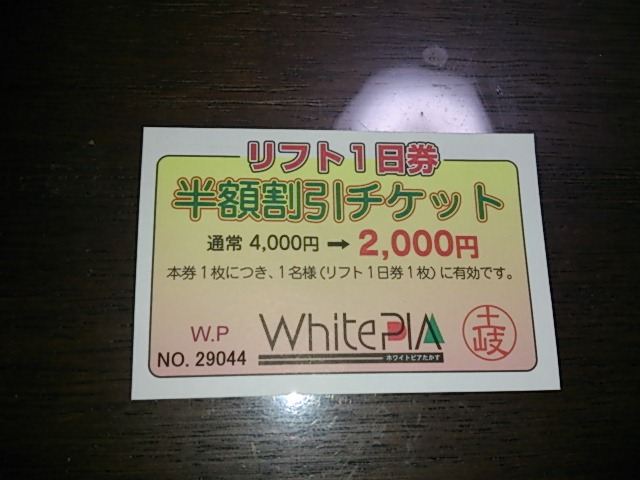 リフト1日券
半額割引チケット
通常 4,000円 → 2,000円
本券1枚につき、1名様(リフト1日券1枚)に有効です。
W.P
NO. 29044
WhitePIA
ホワイトピアたかす
土岐